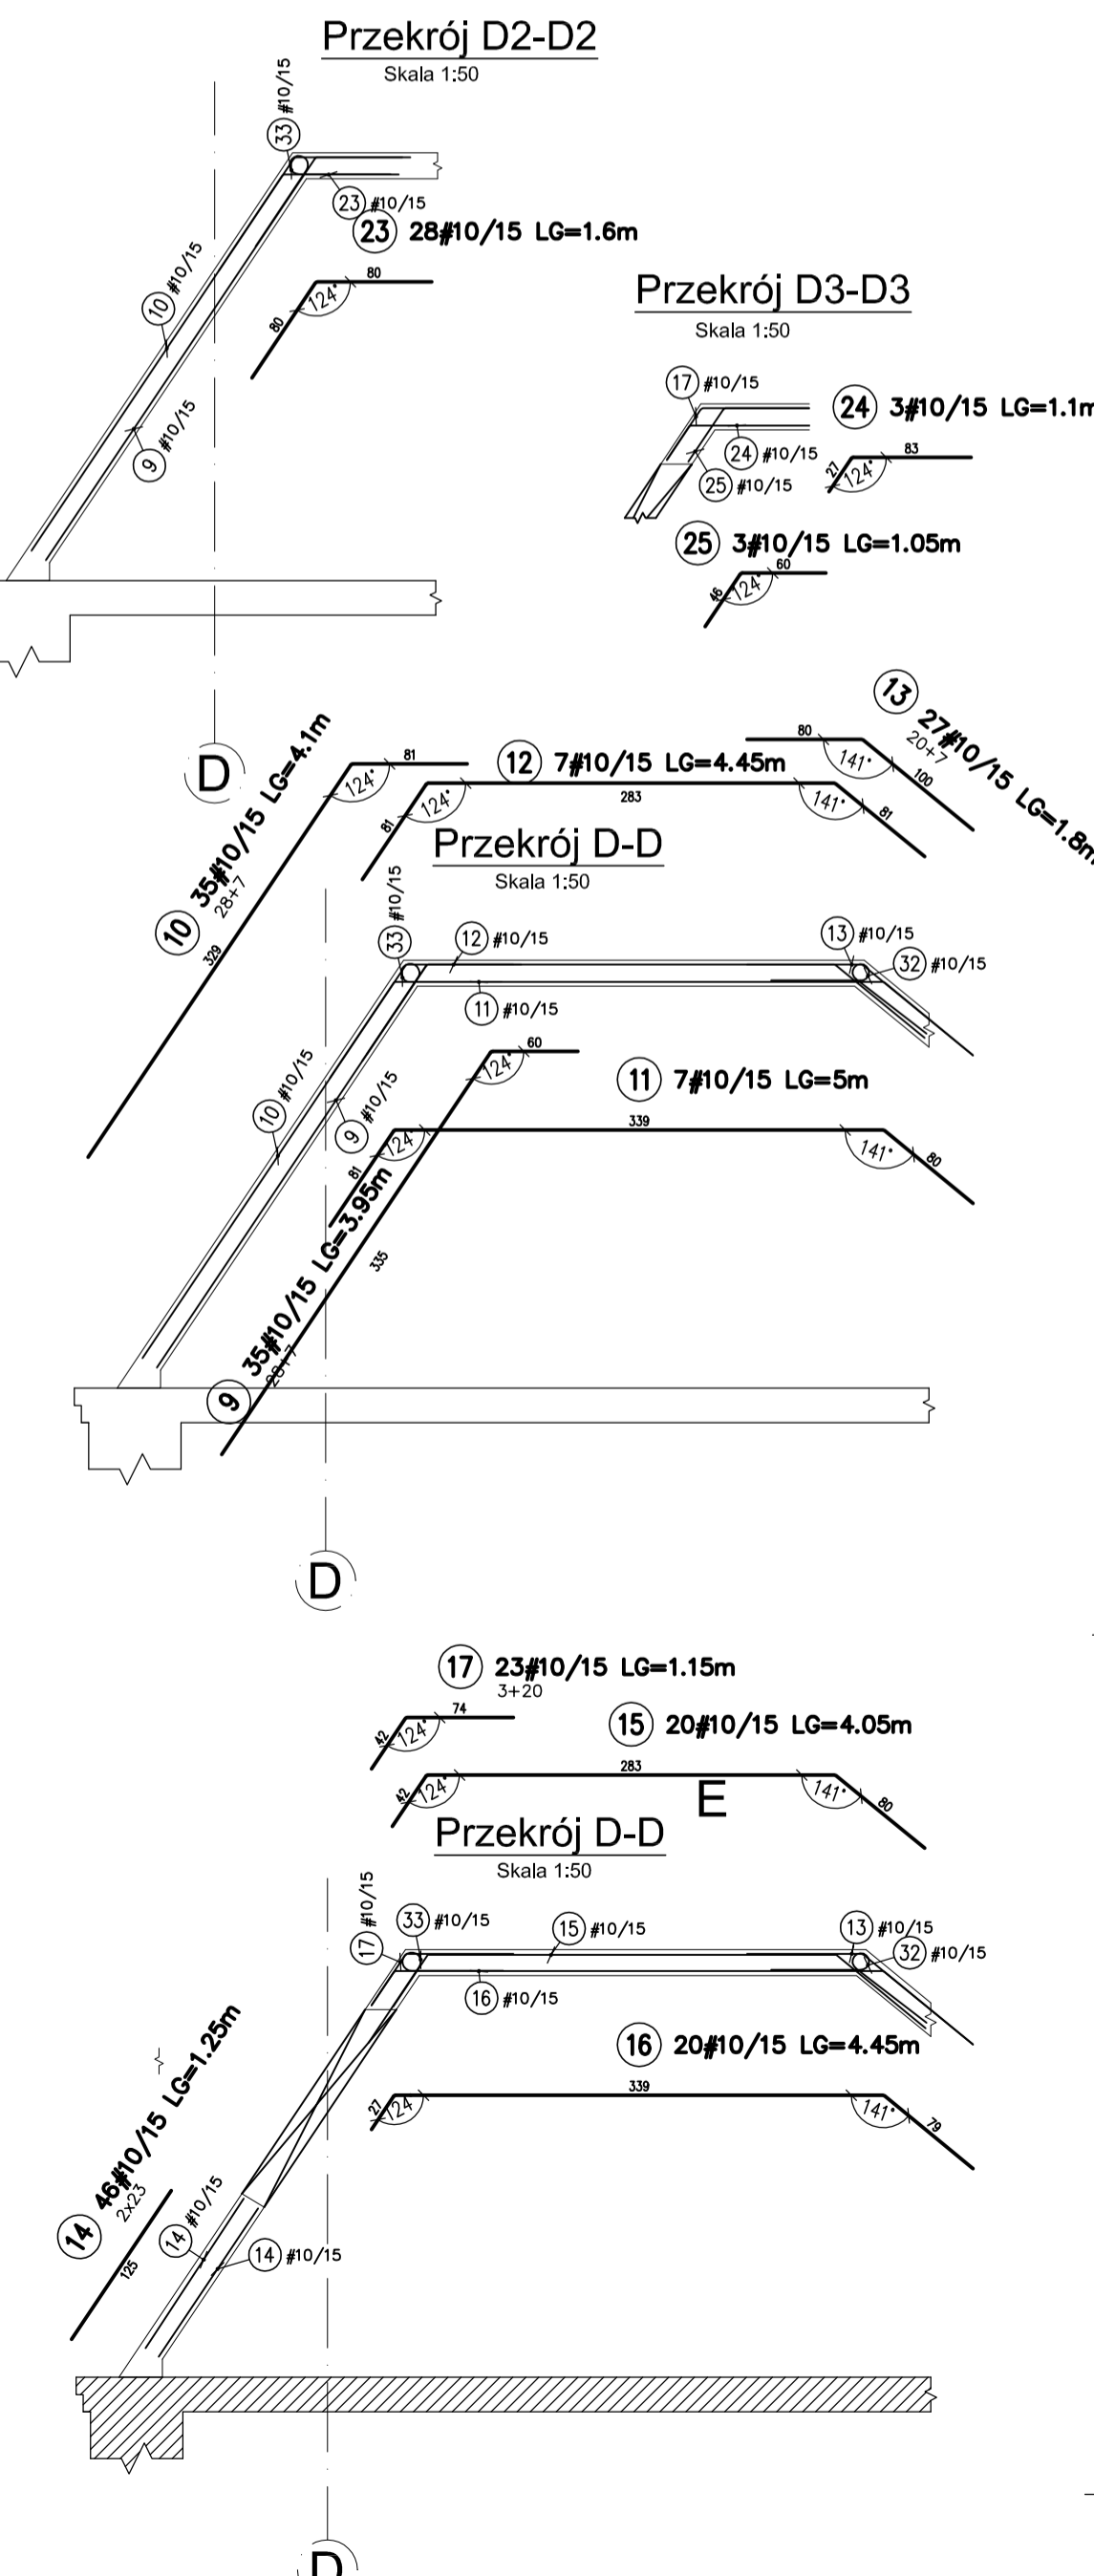 Przekrój D2-D2
Skala 1:50
33 #10/15
23 #10/15
23 28#10/15 LG=1.6m
80
124°
80
10 #10/15
9 #10/15
D
Przekrój D3-D3
Skala 1:50
17 #10/15
24 3#10/15 LG=1.1m
24 #10/15
25 #10/15
83
27
124°
25 3#10/15 LG=1.05m
60
46
124°
13 27#10/15 LG=1.8m
20+7
80
141°
100
10 35#10/15 LG=4.1m
28+7
81
124°
329
12 7#10/15 LG=4.45m
124°
283
141°
81
81
Przekrój D-D
Skala 1:50
33 #10/15
12 #10/15
13 #10/15
32 #10/15
11 #10/15
10 #10/15
9 #10/15
60
124°
11 7#10/15 LG=5m
339
124°
141°
81
80
9 35#10/15 LG=3.95m
28+7
335
D
17 23#10/15 LG=1.15m
3+20
74
42
124°
15 20#10/15 LG=4.05m
283
42
124°
141°
80
E
Przekrój D-D
Skala 1:50
17 #10/15
33 #10/15
15 #10/15
13 #10/15
32 #10/15
16 #10/15
16 20#10/15 LG=4.45m
339
27
124
141°
79
14 46#10/15 LG=1.25m
2x23
125
14 #10/15
14 #10/15
D